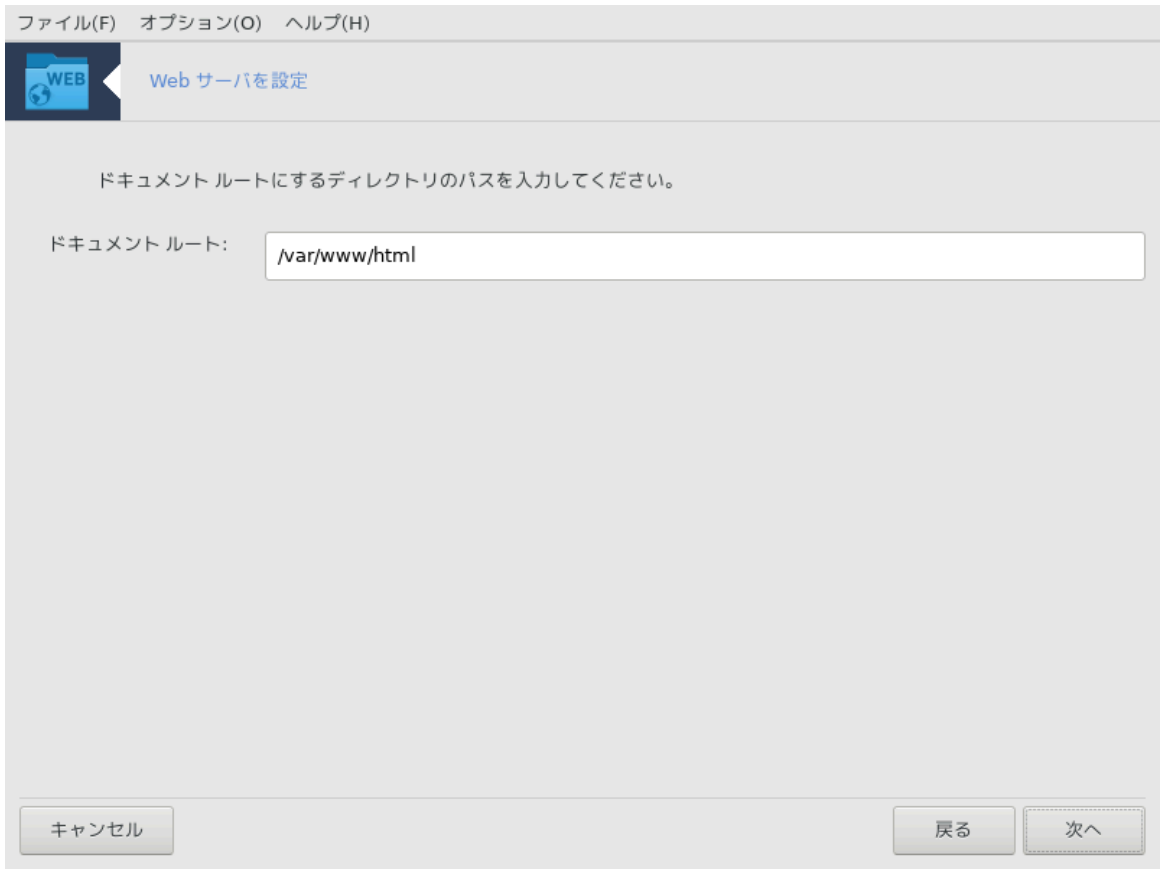 ファイル(F) オプション(O) ヘルプ(H)
WEB
Web サーバを設定
ドキュメント ルートにするディレクトリのパスを入力してください。
ドキュメント ルート: /var/www/html
キャンセル 戻る 次へ